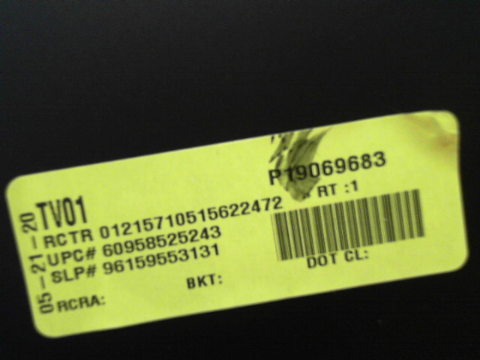 05-21-20
TV01
P19069683
RCTR 01215710515622472 RT :1
UPC# 60958525243
SLP# 96159553131
RCRA: BKT: DOT CL: